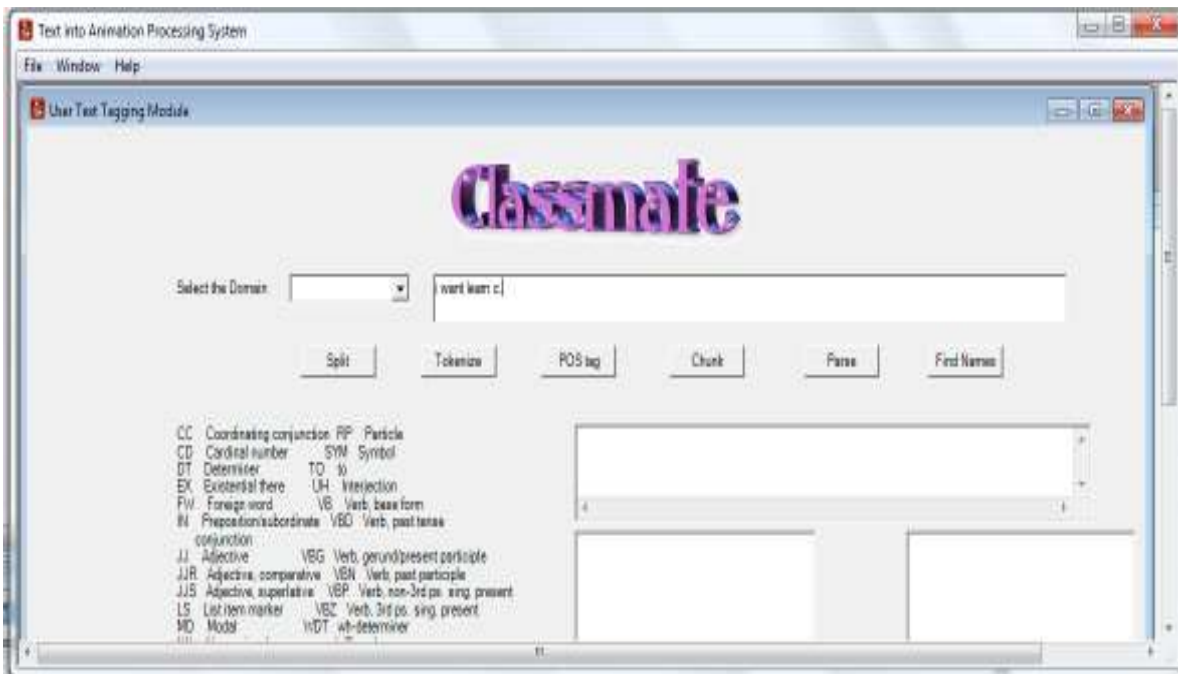 Text into Animation Processing System
File Window Help
User Text Tagging Module
Classmate
Select the Domain
i want learn c.
Split Tokenize POS tag Chunk Parse Find Names
CC Coordinating conjunction RP Particle
CD Cardinal number SYM Symbol
DT Determiner TO to
EX Existential there UH Interjection
FW Foreign word VB Verb, base form
IN Preposition/subordinate VBD Verb, past tense
conjunction
JJ Adjective VBG Verb, gerund/present participle
JJR Adjective, comparative VBN Verb, past participle
JJS Adjective, superlative VBP Verb, non-3rd ps. sing. present
LS List item marker VBZ Verb, 3rd ps. sing. present
MD Modal WDT wh-determiner